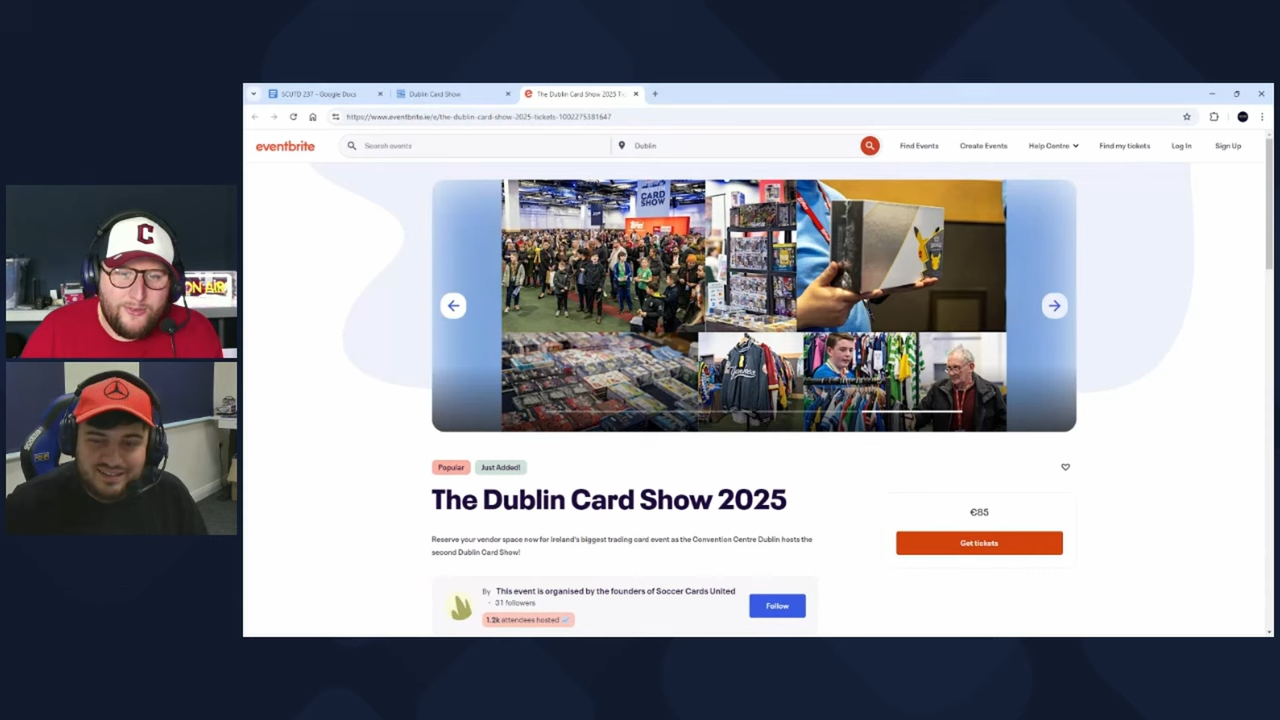 SCUTD 237 - Google Docs
Dublin Card Show
The Dublin Card Show 2025 Ti
https://www.eventbrite.ie/e/the-dublin-card-show-2025-tickets-1002275381647
eventbrite
Search events
Dublin
Find Events
Create Events
Help Centre
Find my tickets
Log In
Sign Up
CARD
SHOW
C
ON AIR
Popular
Just Added!
The Dublin Card Show 2025
€85
Reserve your vendor space now for Ireland's biggest trading card event as the Convention Centre Dublin hosts the
second Dublin Card Show!
Get tickets
By This event is organised by the founders of Soccer Cards United
• 31 followers
1.2k attendees hosted
Follow